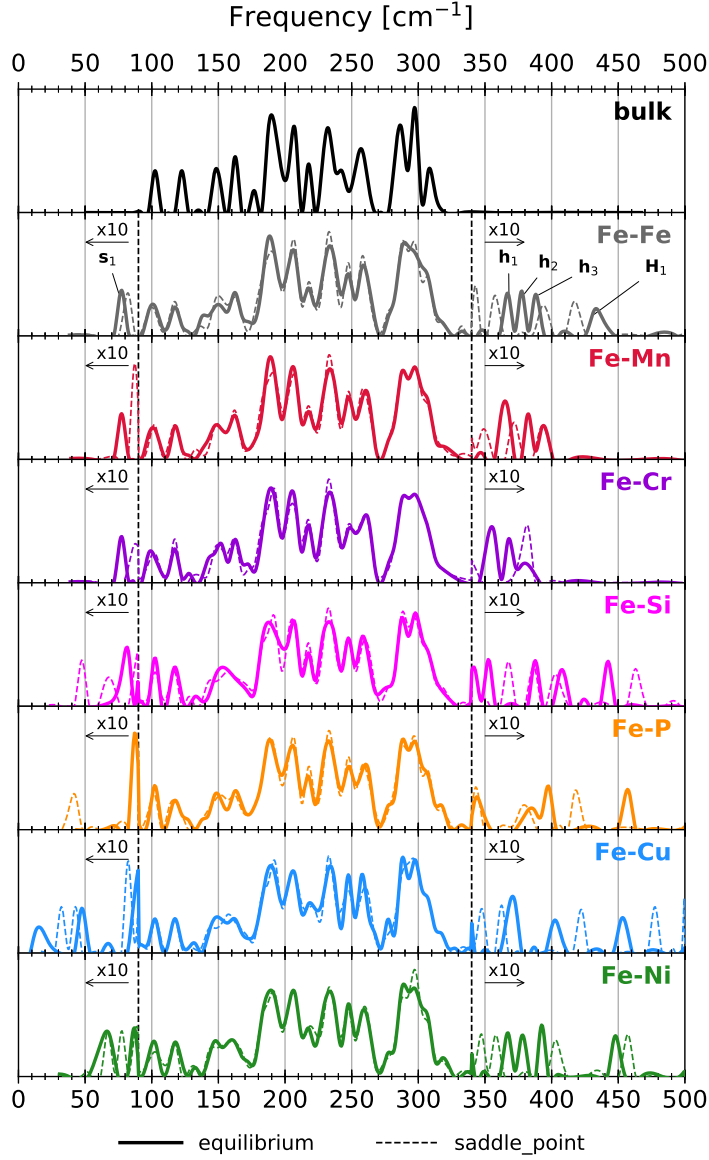 Frequency [cm⁻¹]
0 50 100 150 200 250 300 350 400 450 500
bulk
x10 x10 Fe-Fe
s₁ h₁ h₂ h₃ H₁
x10 x10 Fe-Mn
x10 x10 Fe-Cr
x10 x10 Fe-Si
x10 x10 Fe-P
x10 x10 Fe-Cu
x10 x10 Fe-Ni
0 50 100 150 200 250 300 350 400 450 500
equilibrium saddle_point